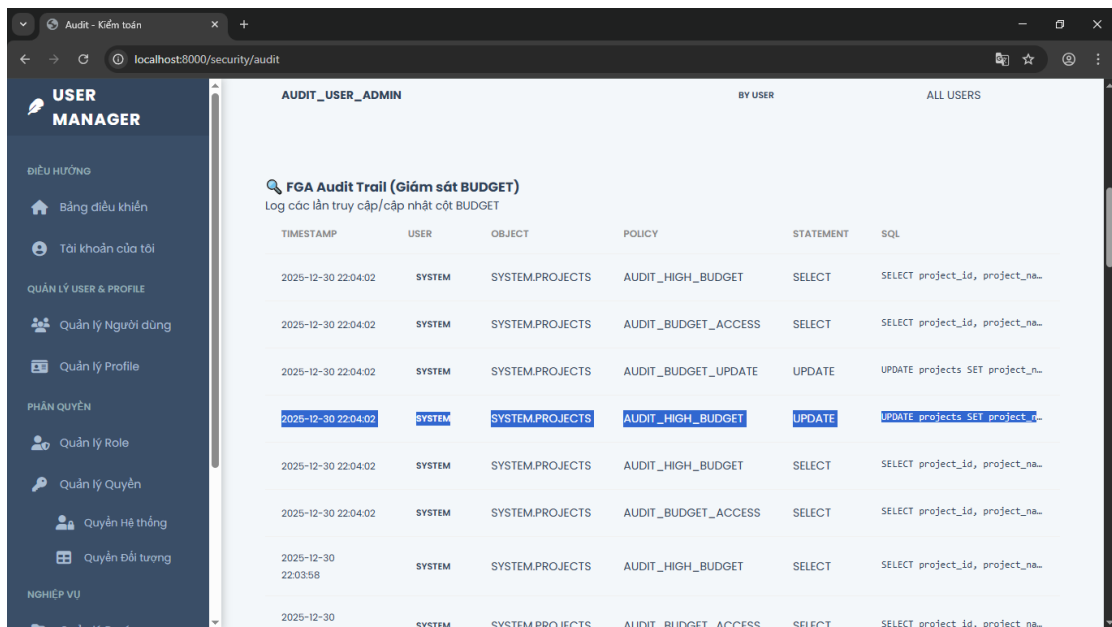 Audit - Kiểm toán
localhost:8000/security/audit
USER
MANAGER
ĐIỀU HƯỚNG
Bảng điều khiển
Tài khoản của tôi
QUẢN LÝ USER & PROFILE
Quản lý Người dùng
Quản lý Profile
PHÂN QUYỀN
Quản lý Role
Quản lý Quyền
Quyền Hệ thống
Quyền Đối tượng
NGHIỆP VỤ
AUDIT_USER_ADMIN BY USER ALL USERS
FGA Audit Trail (Giám sát BUDGET)
Log các lần truy cập/cập nhật cột BUDGET
TIMESTAMP USER OBJECT POLICY STATEMENT SQL
2025-12-30 22:04:02 SYSTEM SYSTEM.PROJECTS AUDIT_HIGH_BUDGET SELECT SELECT project_id, project_na…
2025-12-30 22:04:02 SYSTEM SYSTEM.PROJECTS AUDIT_BUDGET_ACCESS SELECT SELECT project_id, project_na…
2025-12-30 22:04:02 SYSTEM SYSTEM.PROJECTS AUDIT_BUDGET_UPDATE UPDATE UPDATE projects SET project_n…
2025-12-30 22:04:02 SYSTEM SYSTEM.PROJECTS AUDIT_HIGH_BUDGET UPDATE UPDATE projects SET project_n…
2025-12-30 22:04:02 SYSTEM SYSTEM.PROJECTS AUDIT_HIGH_BUDGET SELECT SELECT project_id, project_na…
2025-12-30 22:04:02 SYSTEM SYSTEM.PROJECTS AUDIT_BUDGET_ACCESS SELECT SELECT project_id, project_na…
2025-12-30
22:03:58 SYSTEM SYSTEM.PROJECTS AUDIT_HIGH_BUDGET SELECT SELECT project_id, project_na…
2025-12-30
SYSTEM SYSTEM.PROJECTS AUDIT_BUDGET_ACCESS SELECT SELECT project_id, project_na…